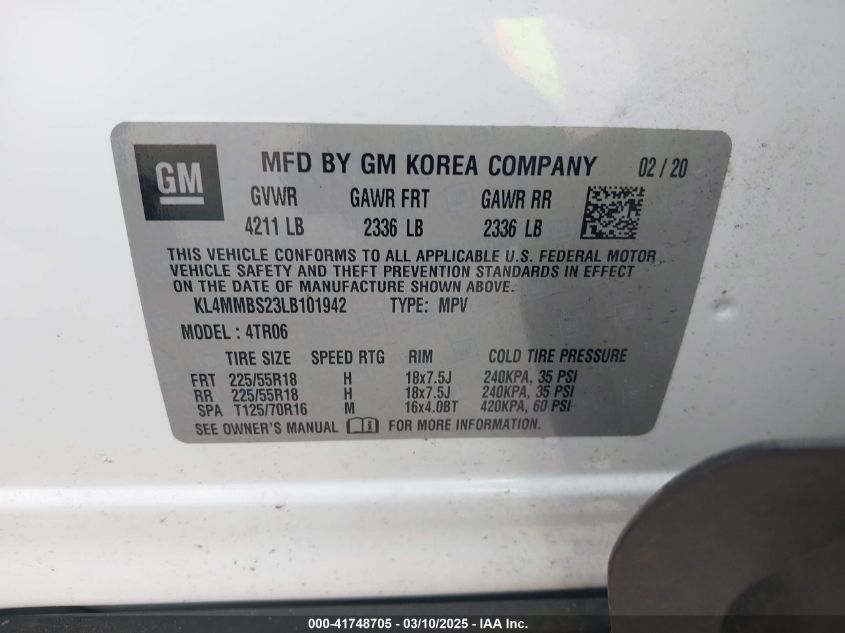 GM MFD BY GM KOREA COMPANY 02 / 20
GVWR GAWR FRT GAWR RR
4211 LB 2336 LB 2336 LB
THIS VEHICLE CONFORMS TO ALL APPLICABLE U.S. FEDERAL MOTOR
VEHICLE SAFETY AND THEFT PREVENTION STANDARDS IN EFFECT
ON THE DATE OF MANUFACTURE SHOWN ABOVE.
KL4MMBS23LB101942 TYPE: MPV
MODEL : 4TR06
TIRE SIZE SPEED RTG RIM COLD TIRE PRESSURE
FRT 225/55R18 H 18x7.5J 240KPA, 35 PSI
RR 225/55R18 H 18x7.5J 240KPA, 35 PSI
SPA T125/70R16 M 16x4.0BT 420KPA, 60 PSI
SEE OWNER'S MANUAL i FOR MORE INFORMATION.
000-41748705 — 03/10/2025 — IAA Inc.